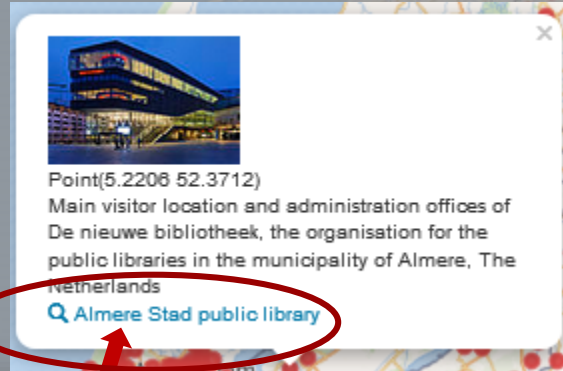 Point(5.2206 52.3712)
Main visitor location and administration offices of
De nieuwe bibliotheek, the organisation for the
public libraries in the municipality of Almere, The
Netherlands
Almere Stad public library